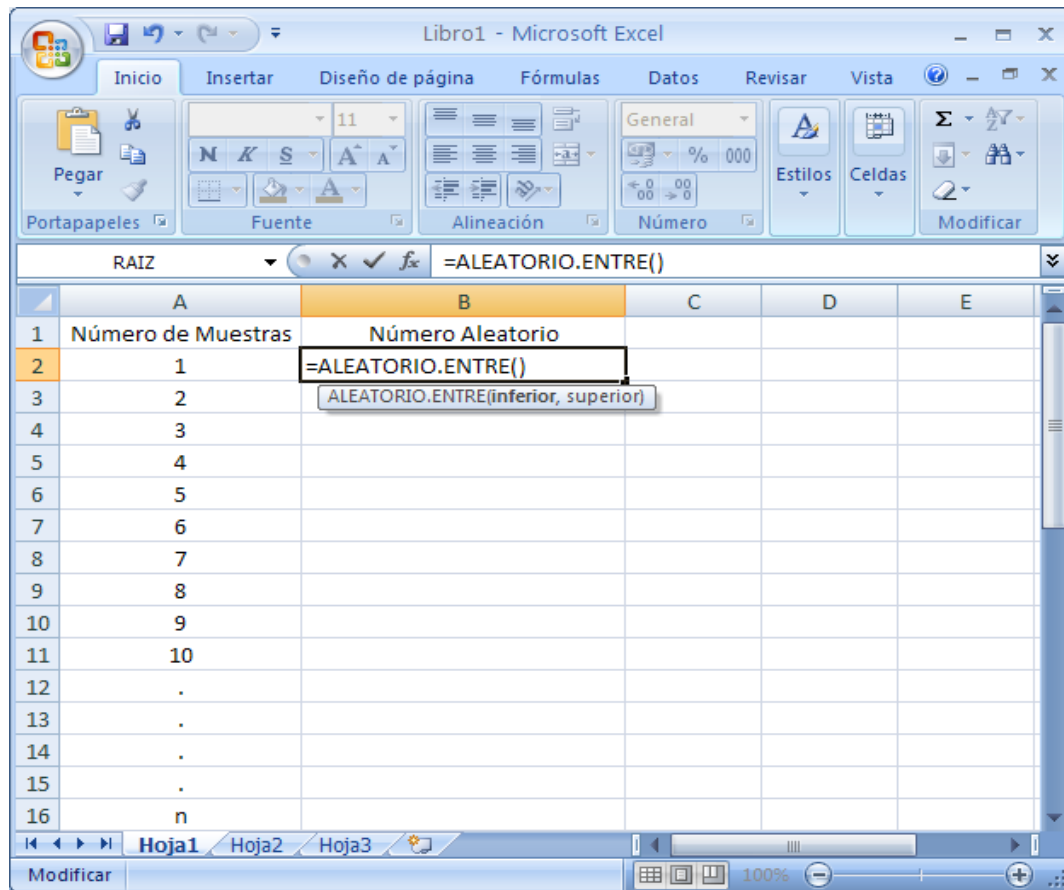 Libro1 - Microsoft Excel
Inicio Insertar Diseño de página Fórmulas Datos Revisar Vista
11 General
Pegar N K S A A % 000 Estilos Celdas Σ
A
Portapapeles Fuente Alineación Número Modificar
RAIZ fx =ALEATORIO.ENTRE()
A B C D E
1 Número de Muestras Número Aleatorio
2 1 =ALEATORIO.ENTRE()
3 2 ALEATORIO.ENTRE(inferior, superior)
4 3
5 4
6 5
7 6
8 7
9 8
10 9
11 10
12 .
13 .
14 .
15 .
16 n
Hoja1 Hoja2 Hoja3
Modificar 100%